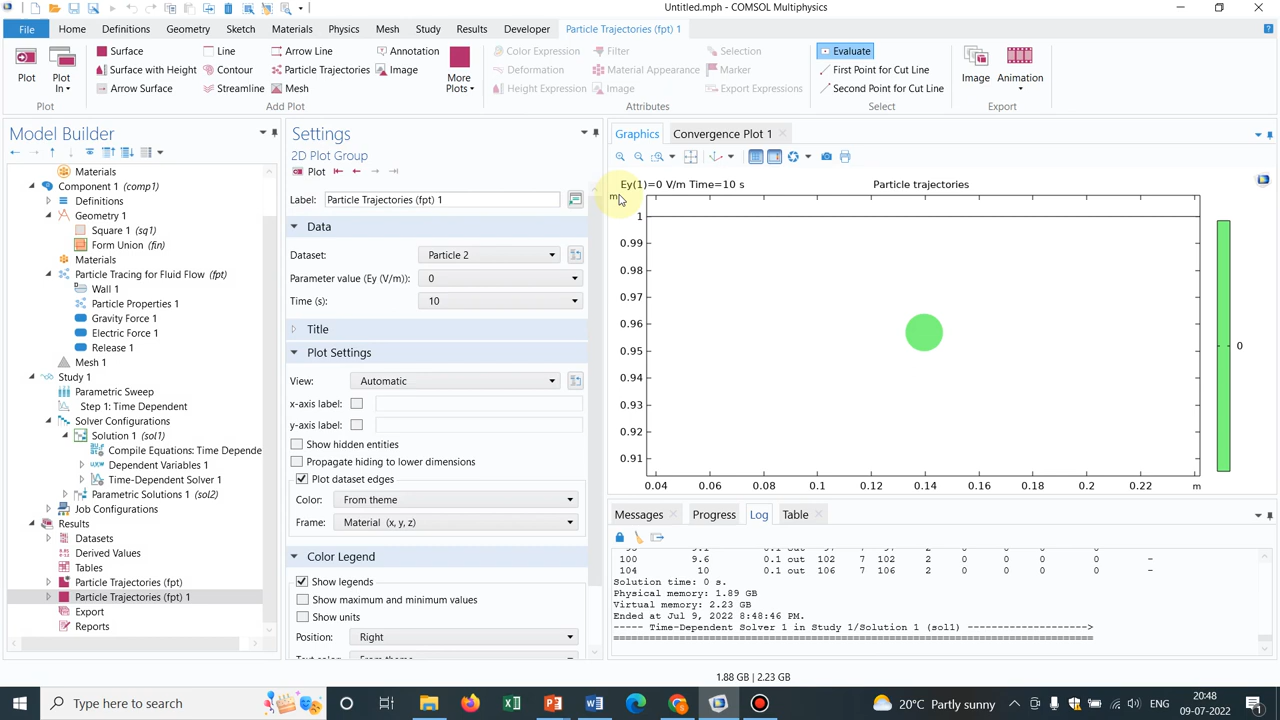 Untitled.mph - COMSOL Multiphysics
File Home Definitions Geometry Sketch Materials Physics Mesh Study Results Developer Particle Trajectories (fpt) 1
Plot
Plot In
Plot
Surface Line Arrow Line Annotation
Surface with Height Contour Particle Trajectories Image
Arrow Surface Streamline Mesh
More Plots
Add Plot
Color Expression Filter Selection
Deformation Material Appearance Marker
Height Expression Image Export Expressions
Attributes
Evaluate
First Point for Cut Line
Second Point for Cut Line
Select
Image
Animation
Export
Model Builder
Materials
Component 1 (comp1)
Definitions
Geometry 1
Square 1 (sq1)
Form Union (fin)
Materials
Particle Tracing for Fluid Flow (fpt)
Wall 1
Particle Properties 1
Gravity Force 1
Electric Force 1
Release 1
Mesh 1
Study 1
Parametric Sweep
Step 1: Time Dependent
Solver Configurations
Solution 1 (sol1)
Compile Equations: Time Depende
Dependent Variables 1
Time-Dependent Solver 1
Parametric Solutions 1 (sol2)
Job Configurations
Results
Datasets
Derived Values
Tables
Particle Trajectories (fpt)
Particle Trajectories (fpt) 1
Export
Reports
Settings
2D Plot Group
Plot
Label: Particle Trajectories (fpt) 1
Data
Dataset: Particle 2
Parameter value (Ey (V/m)): 0
Time (s): 10
Title
Plot Settings
View: Automatic
x-axis label:
y-axis label:
Show hidden entities
Propagate hiding to lower dimensions
Plot dataset edges
Color: From theme
Frame: Material (x, y, z)
Color Legend
Show legends
Show maximum and minimum values
Show units
Position: Right
Graphics Convergence Plot 1
Ey(1)=0 V/m Time=10 s Particle trajectories
m
1
0.99
0.98
0.97
0.96
0.95
0.94
0.93
0.92
0.91
0.04 0.06 0.08 0.1 0.12 0.14 0.16 0.18 0.2 0.22 m
0
Messages Progress Log Table
100 9.6 0.1 out 102 7 102 2 0 0 0 0 -
104 10 0.1 out 106 7 106 2 0 0 0 0 -
Solution time: 0 s.
Physical memory: 1.89 GB
Virtual memory: 2.23 GB
Ended at Jul 9, 2022 8:48:46 PM.
----- Time-Dependent Solver 1 in Study 1/Solution 1 (sol1) -------------------->
1.88 GB | 2.23 GB
Type here to search
20°C Partly sunny
ENG
20:48
09-07-2022